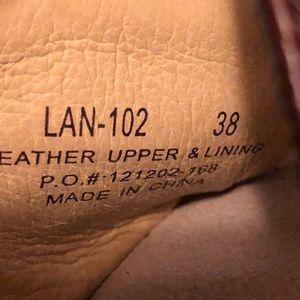 LAN-102 38
EATHER UPPER & LINING
P.O.#:121202-168
MADE IN CHINA